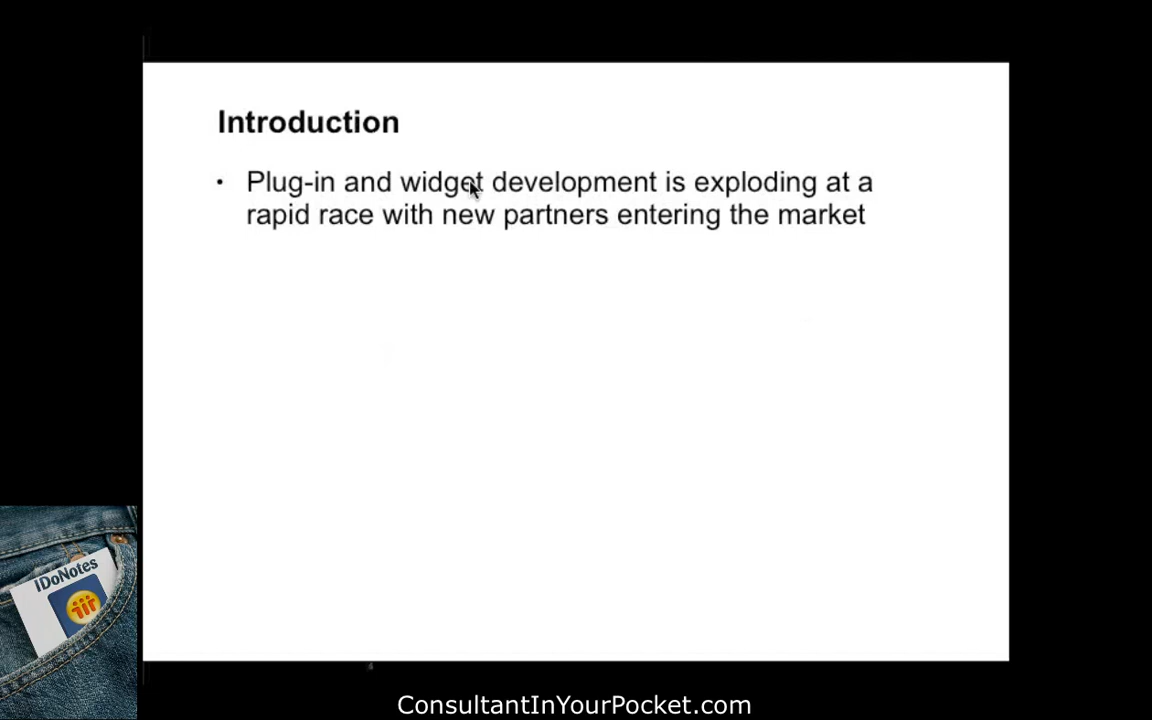 Introduction
• Plug-in and widget development is exploding at a
rapid race with new partners entering the market
IDoNotes
ConsultantInYourPocket.com